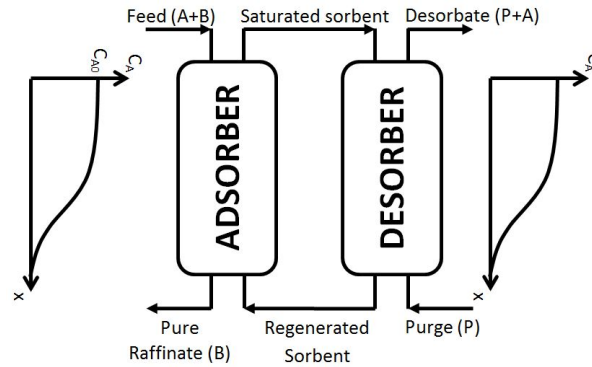 Feed (A+B)
Saturated sorbent
Desorbate (P+A)
C_A0
C_A
x
ADSORBER
DESORBER
C_A
x
Pure
Raffinate (B)
Regenerated
Sorbent
Purge (P)